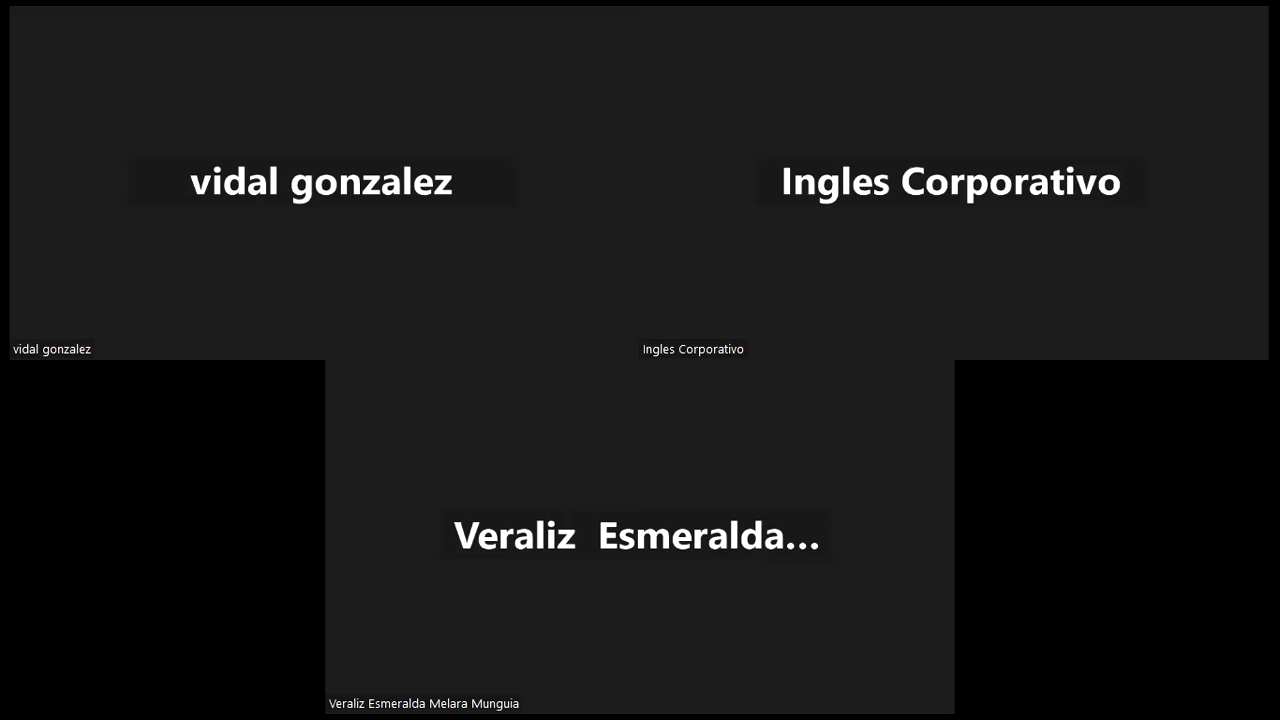 vidal gonzalez
Ingles Corporativo
vidal gonzalez
Ingles Corporativo
Veraliz  Esmeralda...
Veraliz Esmeralda Melara Munguia